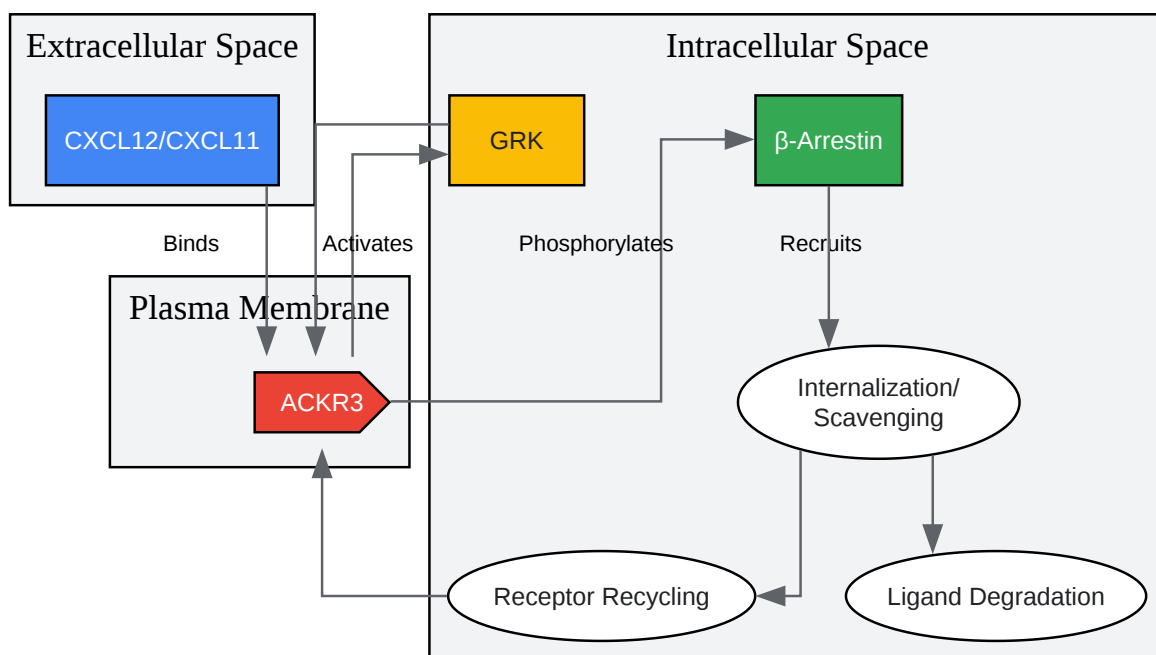 Extracellular Space
Intracellular Space
CXCL12/CXCL11
GRK
β-Arrestin
Binds
Activates
Phosphorylates
Recruits
Plasma Membrane
ACKR3
Internalization/
Scavenging
Receptor Recycling
Ligand Degradation